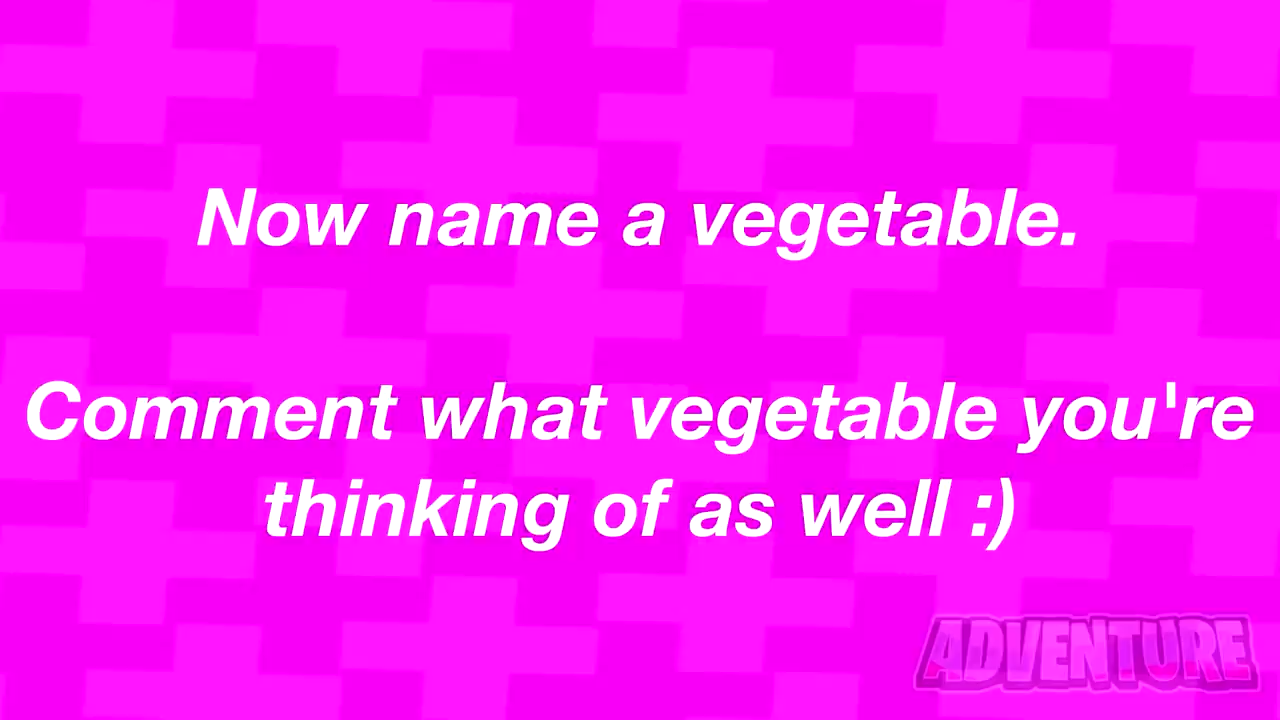 Now name a vegetable.
Comment what vegetable you're
thinking of as well :)
ADVENTURE